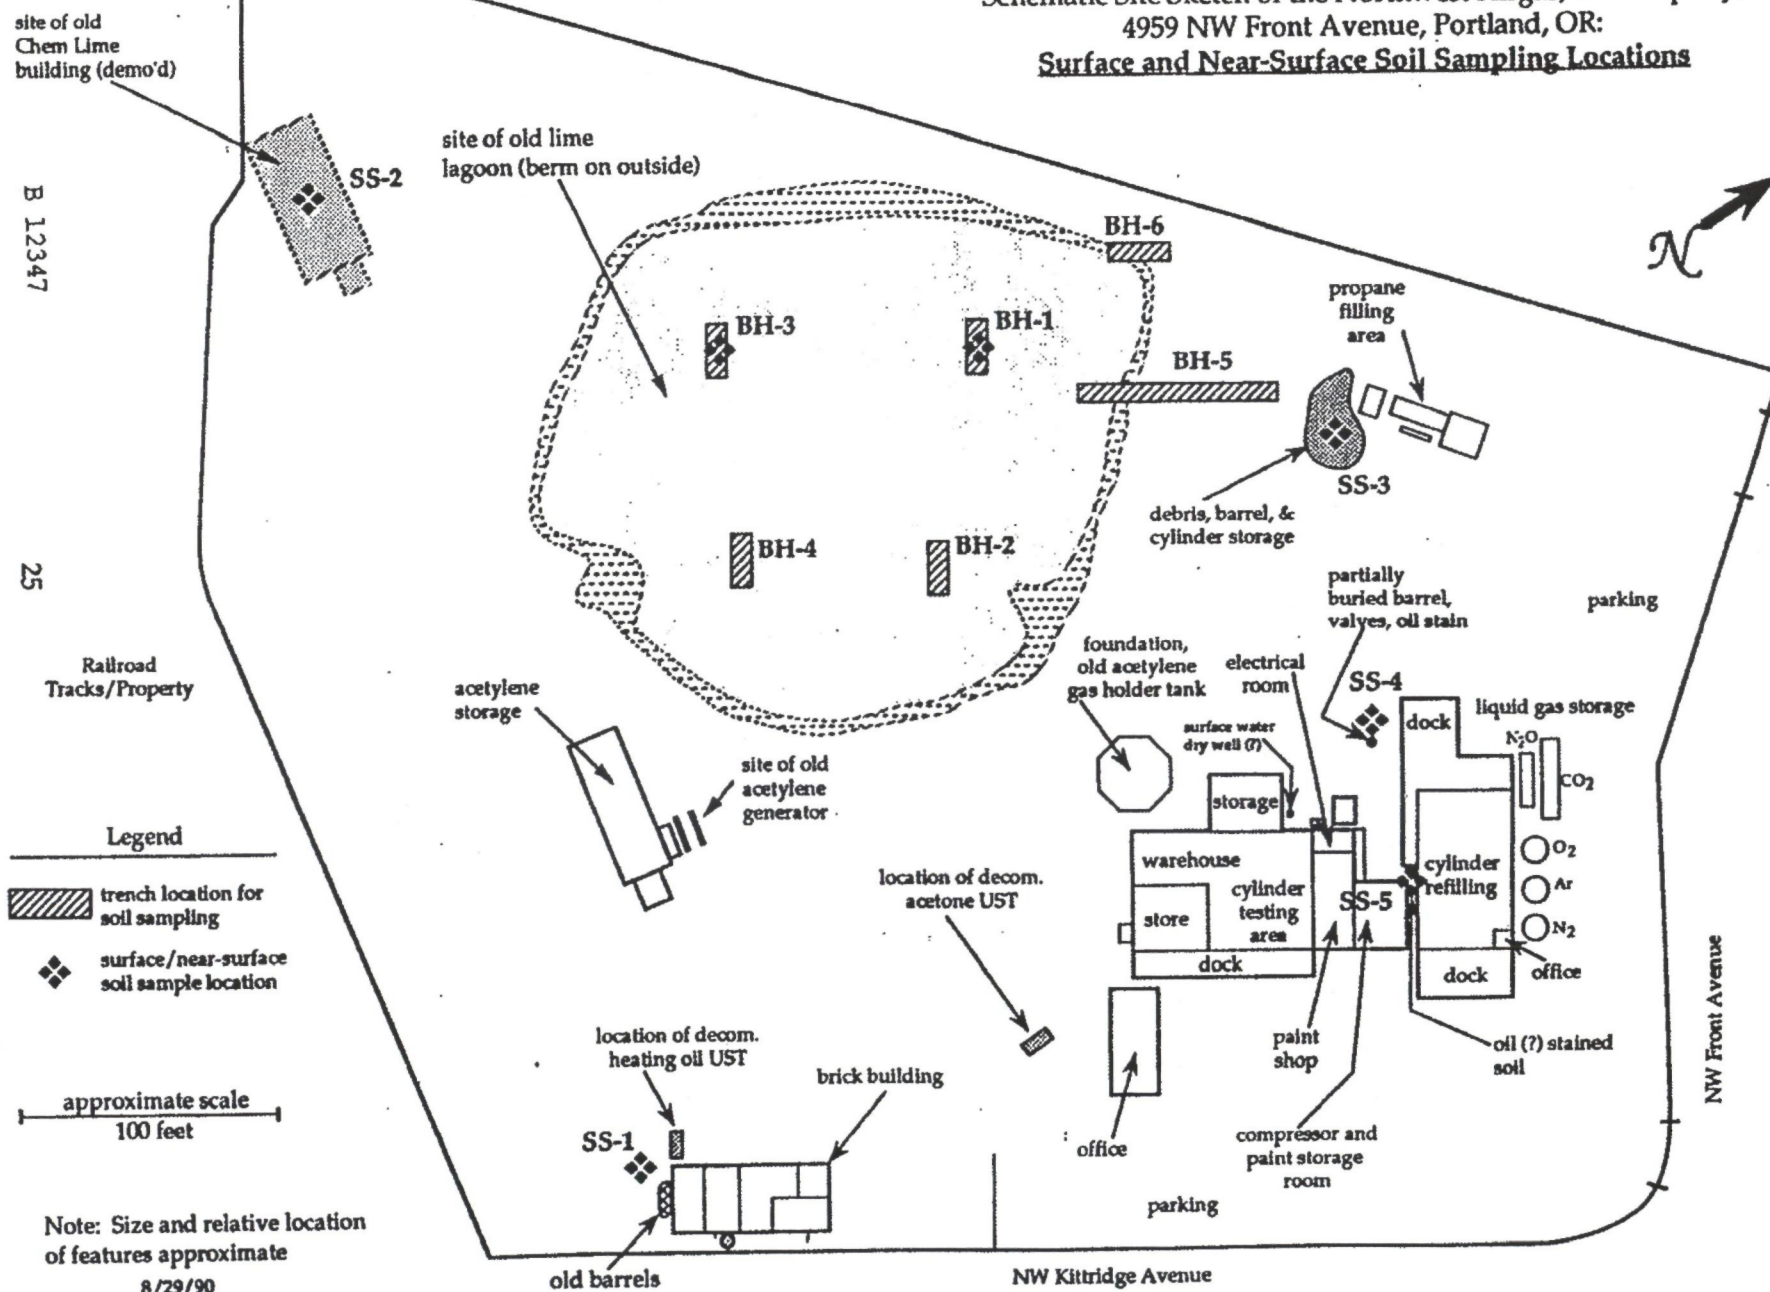 4959 NW Front Avenue, Portland, OR:
Surface and Near-Surface Soil Sampling Locations
site of old
Chem Lime
building (demo'd)
SS-2
site of old lime
lagoon (berm on outside)
B 12347
25
N
BH-6
BH-3
BH-1
BH-5
BH-4
BH-2
propane
filling
area
SS-3
debris, barrel, &
cylinder storage
partially
buried barrel,
valves, oil stain
parking
Railroad
Tracks/Property
acetylene
storage
site of old
acetylene
generator
foundation,
old acetylene
gas holder tank
electrical
room
surface water
dry well (?)
SS-4
dock
liquid gas storage
N2O
CO2
O2
Ar
N2
storage
warehouse
store
cylinder
testing
area
dock
SS-5
cylinder
refilling
dock
office
location of decom.
acetone UST
Legend
trench location for
soil sampling
surface/near-surface
soil sample location
approximate scale
100 feet
location of decom.
heating oil UST
brick building
SS-1
old barrels
office
paint
shop
compressor and
paint storage
room
oil (?) stained
soil
parking
NW Front Avenue
NW Kittridge Avenue
Note: Size and relative location
of features approximate
8/29/90